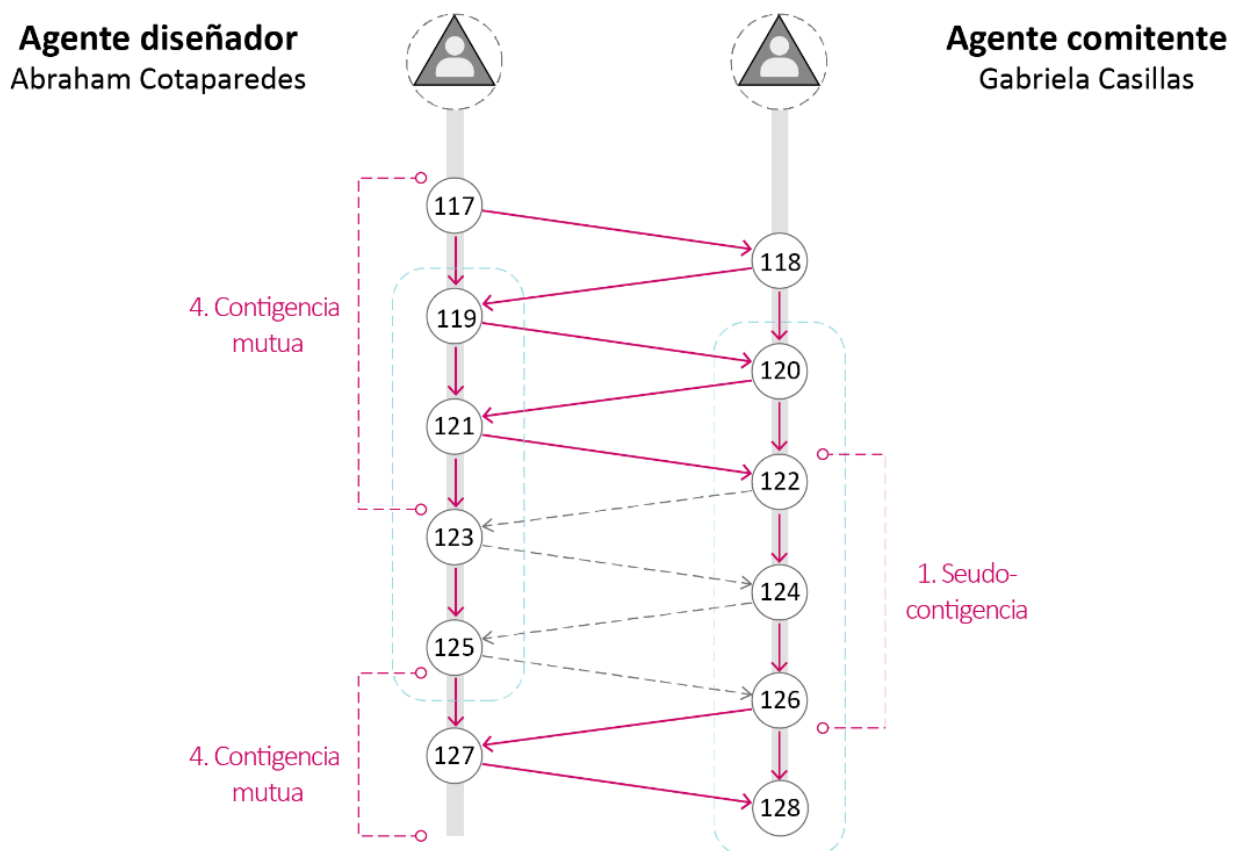 Agente diseñador
Abraham Cotaparedes
Agente comitente
Gabriela Casillas
117
118
4. Contigencia
mutua
119
120
121
122
123
124
1. Seudo-
contigencia
125
126
4. Contigencia
mutua
127
128